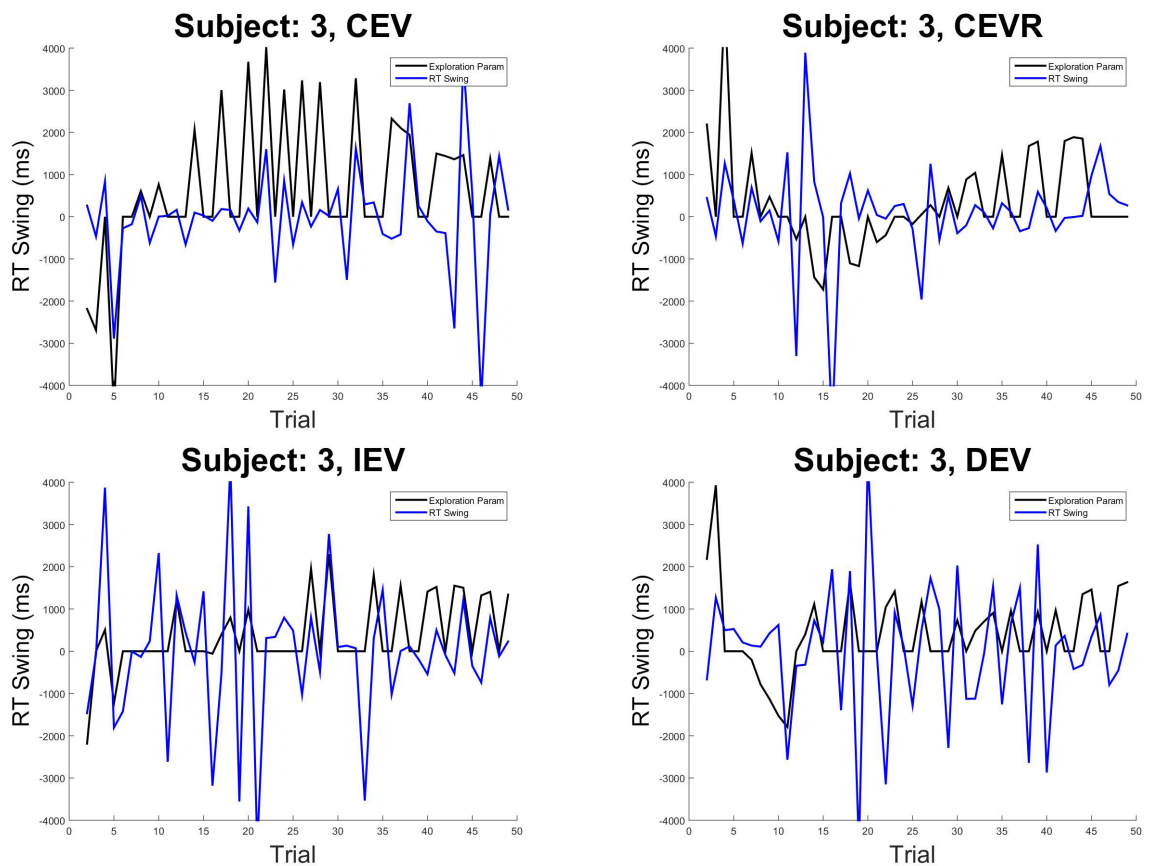 Subject: 3, CEV
RT Swing (ms)
4000
3000
2000
1000
0
-1000
-2000
-3000
-4000
Exploration Param
RT Swing
0 5 10 15 20 25 30 35 40 45 50
Trial
Subject: 3, CEVR
RT Swing (ms)
4000
3000
2000
1000
0
-1000
-2000
-3000
-4000
Exploration Param
RT Swing
0 5 10 15 20 25 30 35 40 45 50
Trial
Subject: 3, IEV
RT Swing (ms)
4000
3000
2000
1000
0
-1000
-2000
-3000
-4000
Exploration Param
RT Swing
0 5 10 15 20 25 30 35 40 45 50
Trial
Subject: 3, DEV
RT Swing (ms)
4000
3000
2000
1000
0
-1000
-2000
-3000
-4000
Exploration Param
RT Swing
0 5 10 15 20 25 30 35 40 45 50
Trial